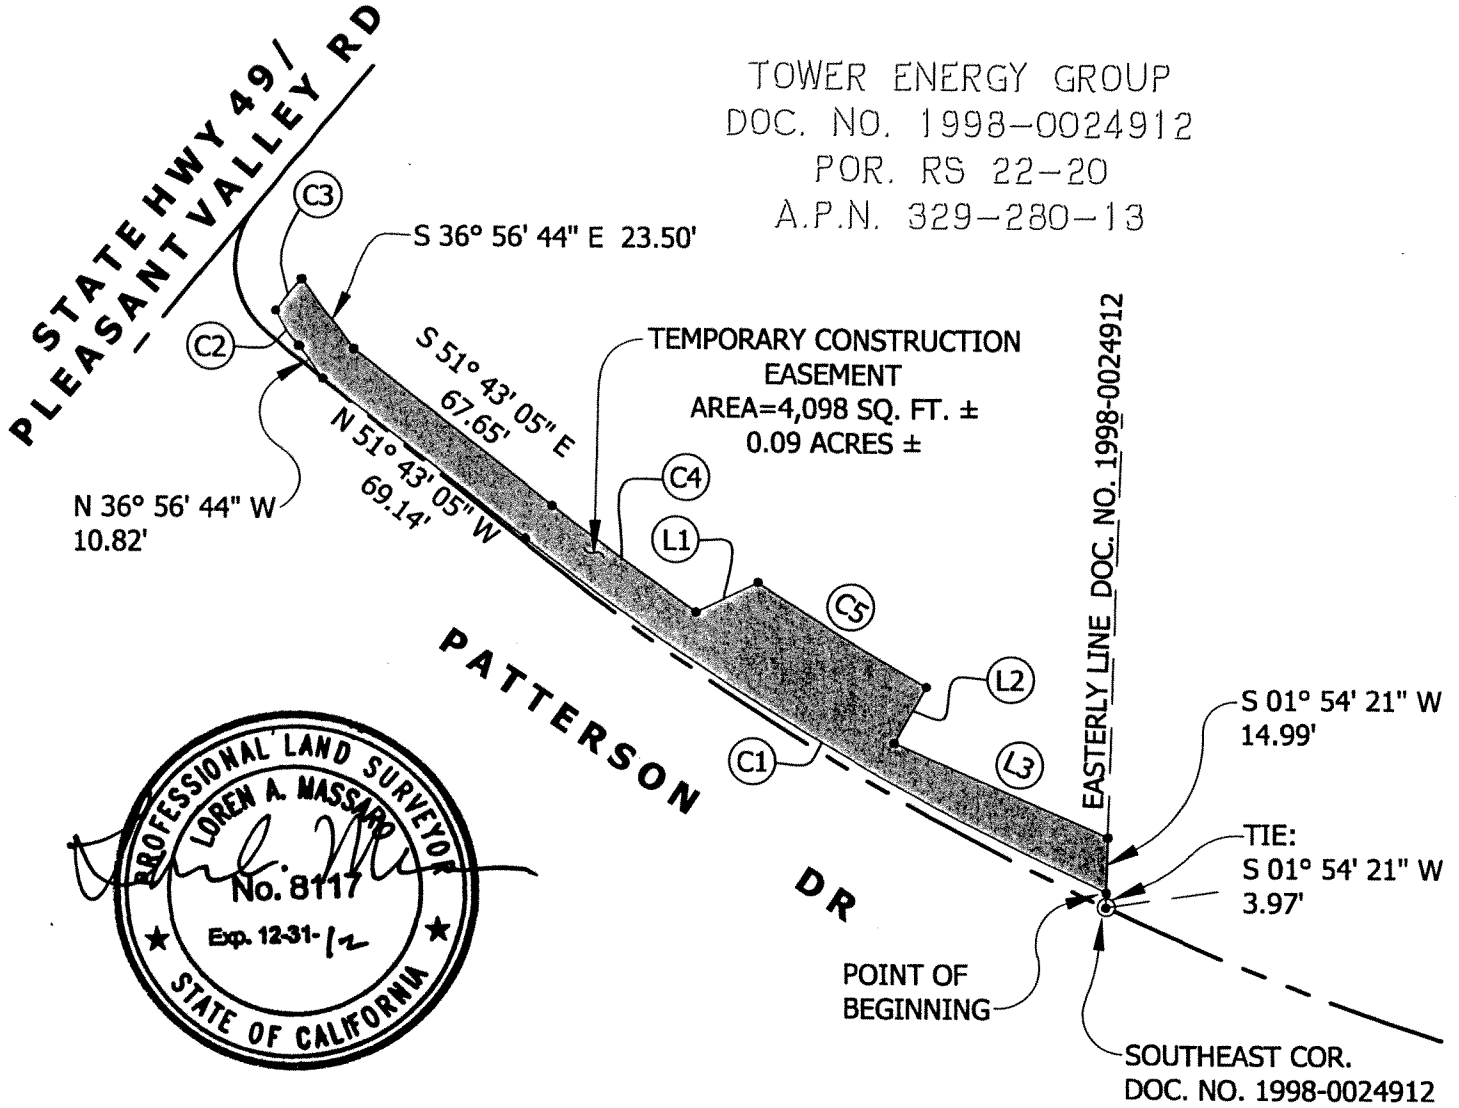 STATE HWY 49/
PLEASANT VALLEY RD
TOWER ENERGY GROUP
DOC. NO. 1998-0024912
POR. RS 22-20
A.P.N. 329-280-13
C3
S 36° 56' 44" E 23.50'
C2
S 51° 43' 05" E
67.65'
TEMPORARY CONSTRUCTION
EASEMENT
AREA=4,098 SQ. FT. ±
0.09 ACRES ±
N 51° 43' 05" W
69.14'
N 36° 56' 44" W
10.82'
C4
L1
C5
L2
EASTERLY LINE DOC. NO. 1998-0024912
S 01° 54' 21" W
14.99'
C1
L3
PATTERSON DR
TIE:
S 01° 54' 21" W
3.97'
POINT OF
BEGINNING
SOUTHEAST COR.
DOC. NO. 1998-0024912
PROFESSIONAL LAND SURVEYOR
LOREN A. MASSARO
No. 8117
Exp. 12-31-12
STATE OF CALIFORNIA